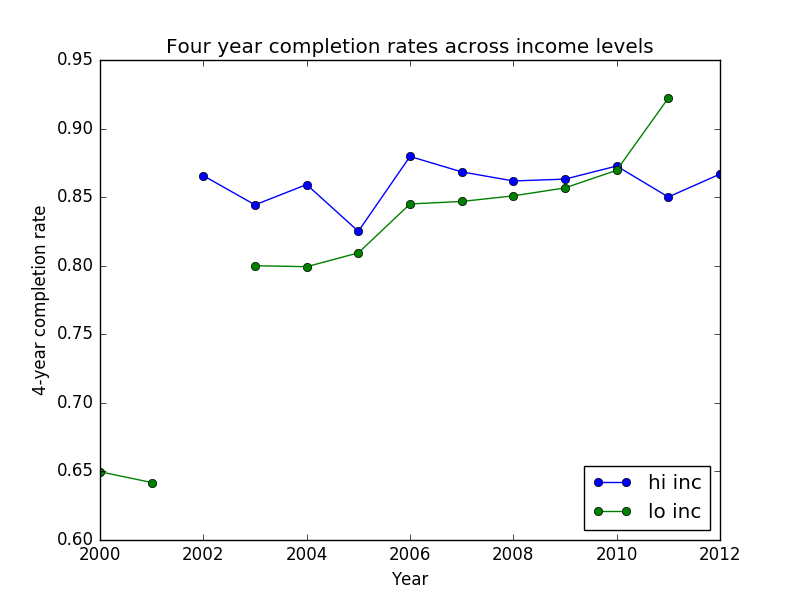 Four year completion rates across income levels
0.95
0.90
0.85
0.80
0.75
0.70
0.65
0.60
4-year completion rate
2000 2002 2004 2006 2008 2010 2012
Year
hi inc
lo inc